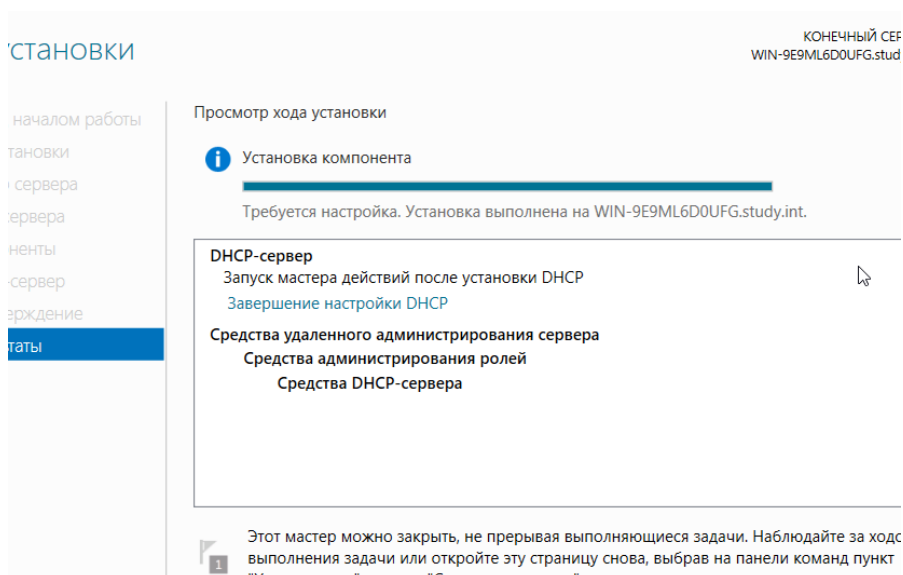 установки
КОНЕЧНЫЙ СЕР
WIN-9E9ML6D0UFG.stud
началом работы
тановки
сервера
сервера
ненты
-сервер
ерждение
таты
Просмотр хода установки
Установка компонента
Требуется настройка. Установка выполнена на WIN-9E9ML6D0UFG.study.int.
DHCP-сервер
Запуск мастера действий после установки DHCP
Завершение настройки DHCP
Средства удаленного администрирования сервера
Средства администрирования ролей
Средства DHCP-сервера
1
Этот мастер можно закрыть, не прерывая выполняющиеся задачи. Наблюдайте за ходо
выполнения задачи или откройте эту страницу снова, выбрав на панели команд пункт